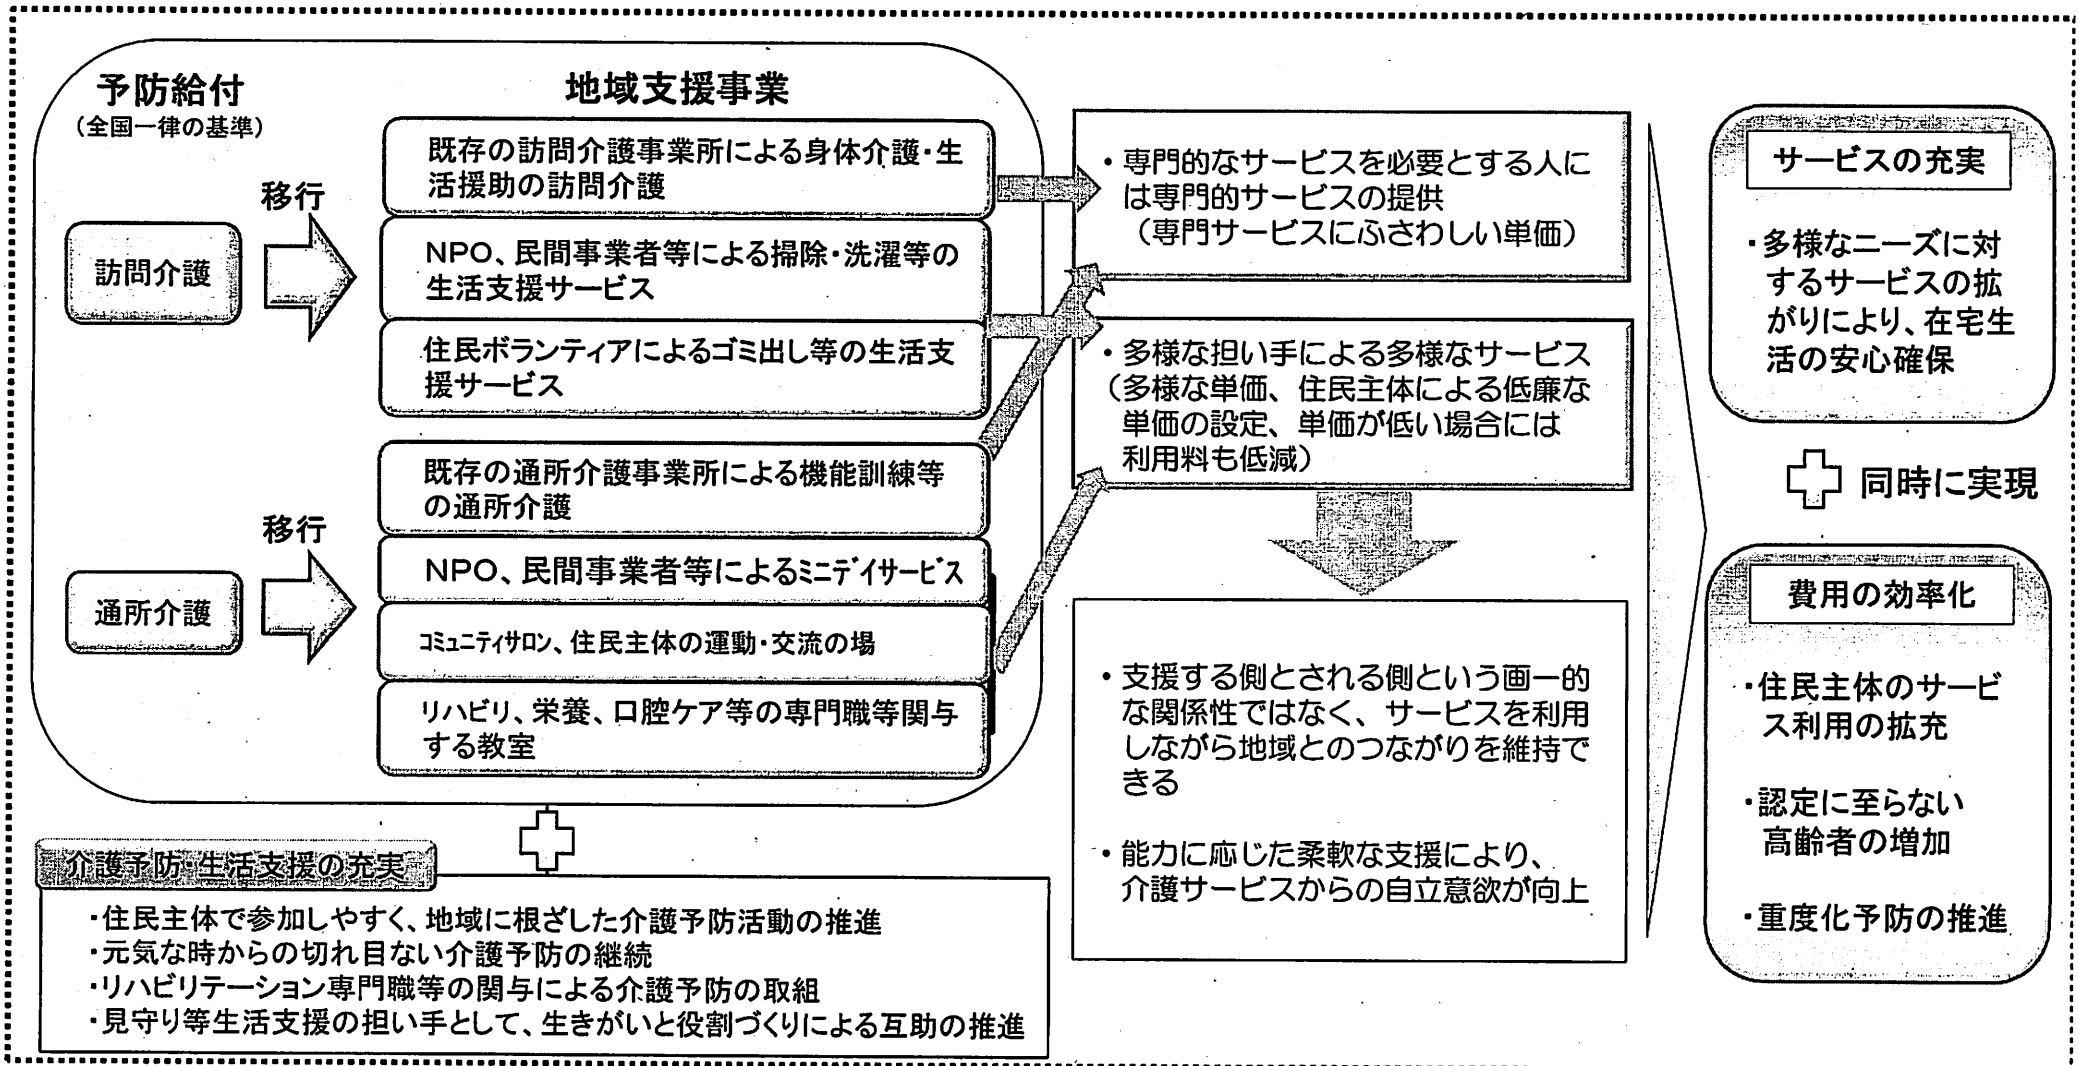 予防給付
（全国一律の基準）
地域支援事業
移行
訪問介護
既存の訪問介護事業所による身体介護・生
活援助の訪問介護
NPO、民間事業者等による掃除・洗濯等の
生活支援サービス
住民ボランティアによるゴミ出し等の生活支
援サービス
移行
通所介護
既存の通所介護事業所による機能訓練等
の通所介護
NPO、民間事業者等によるミニデイサービス
コミュニティサロン、住民主体の運動・交流の場
リハビリ、栄養、口腔ケア等の専門職等関与
する教室
介護予防・生活支援の充実
・住民主体で参加しやすく、地域に根ざした介護予防活動の推進
・元気な時からの切れ目ない介護予防の継続
・リハビリテーション専門職等の関与による介護予防の取組
・見守り等生活支援の担い手として、生きがいと役割づくりによる互助の推進
・専門的なサービスを必要とする人に
は専門的サービスの提供
（専門サービスにふさわしい単価）
・多様な担い手による多様なサービス
（多様な単価、住民主体による低廉な
単価の設定、単価が低い場合には
利用料も低減）
・支援する側とされる側という画一的
な関係性ではなく、サービスを利用
しながら地域とのつながりを維持で
きる
・能力に応じた柔軟な支援により、
介護サービスからの自立意欲が向上
サービスの充実
・多様なニーズに対
するサービスの拡
がりにより、在宅生
活の安心確保
同時に実現
費用の効率化
・住民主体のサービ
ス利用の拡充
・認定に至らない
高齢者の増加
・重度化予防の推進